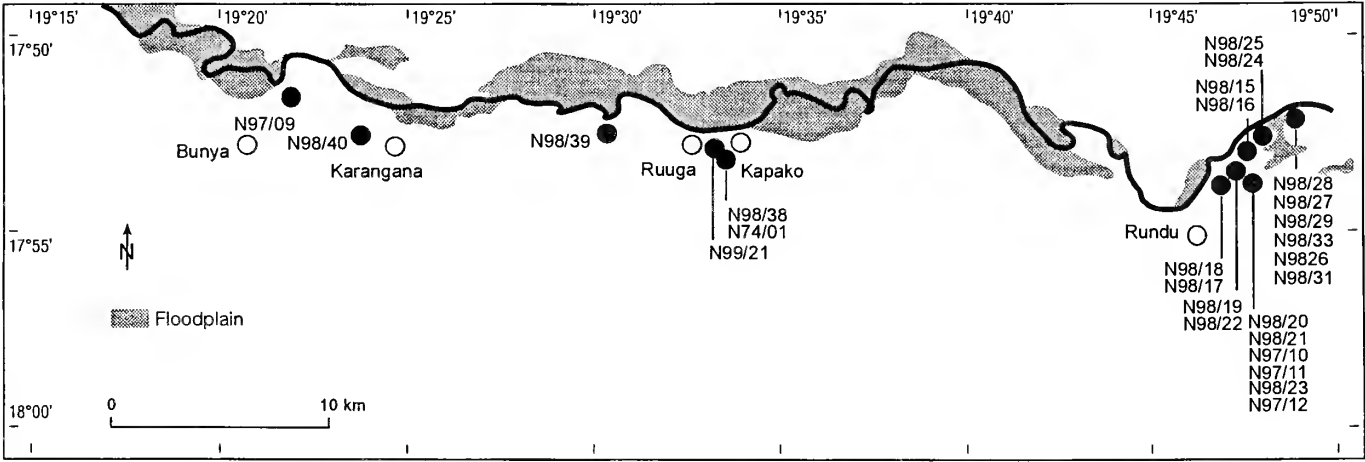 19°15' 19°20' 19°25' 19°30' 19°35' 19°40' 19°45' 19°50'
17°50'
N98/25
N98/24
N98/15
N98/16
N97/09
Bunya
N98/40
Karangana
N98/39
Ruuga
Kapako
N98/38
N74/01
N99/21
N98/28
N98/27
N98/29
N98/33
N9826
N98/31
17°55'
Rundu
N
N98/18
N98/17
N98/19
N98/22
N98/20
N98/21
N97/10
N97/11
N98/23
N97/12
Floodplain
0 10 km
18°00'